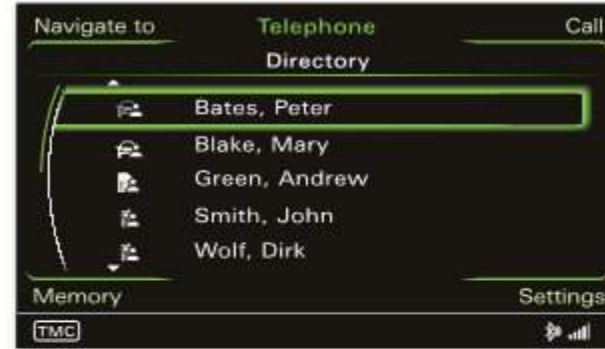 Navigate to Telephone Call
Directory
Bates, Peter
Blake, Mary
Green, Andrew
Smith, John
Wolf, Dirk
Memory Settings
TMC